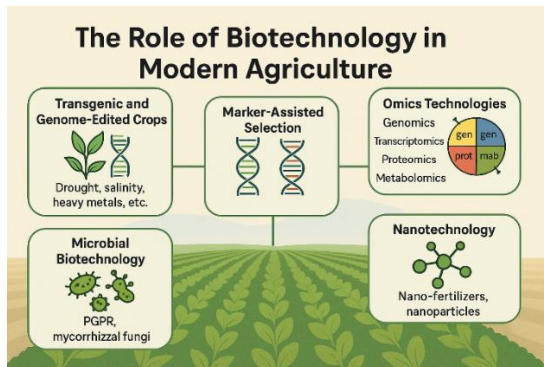 The Role of Biotechnology in
Modern Agriculture
Transgenic and
Genome-Edited Crops
Drought, salinity,
heavy metals, etc.
Marker-Assisted
Selection
Omics Technologies
Genomics
Transcriptomics
Proteomics
Metabolomics
gen gen
prot mab
Microbial
Biotechnology
PGPR,
mycorrhizzal fungi
Nanotechnology
Nano-fertilizers,
nanoparticles